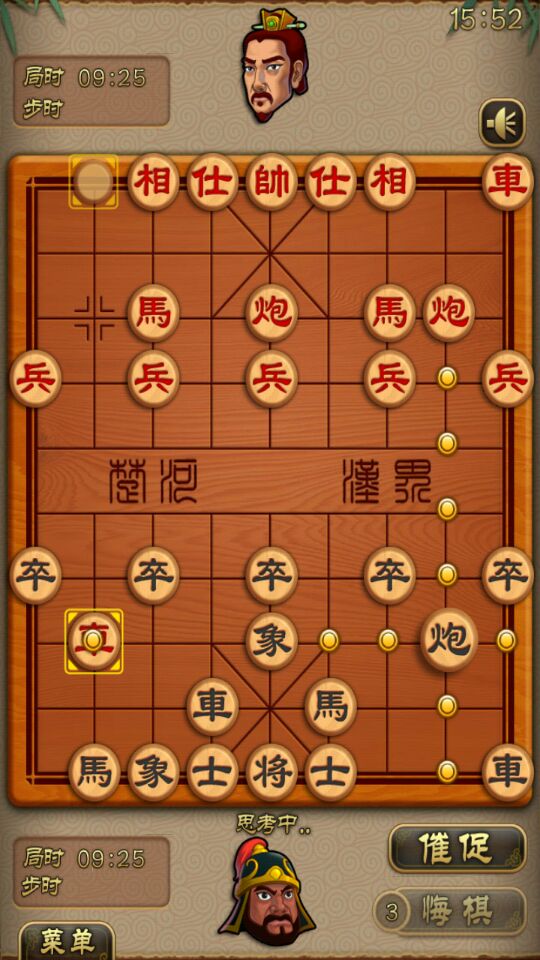 15:52
局时 09:25
步时
相仕帥仕相車
馬炮馬炮
兵兵兵兵兵
楚河 漢界
卒卒卒卒卒
車象炮
車馬
馬象士将士車
思考中..
局时 09:25
步时
催促
3 悔棋
菜单